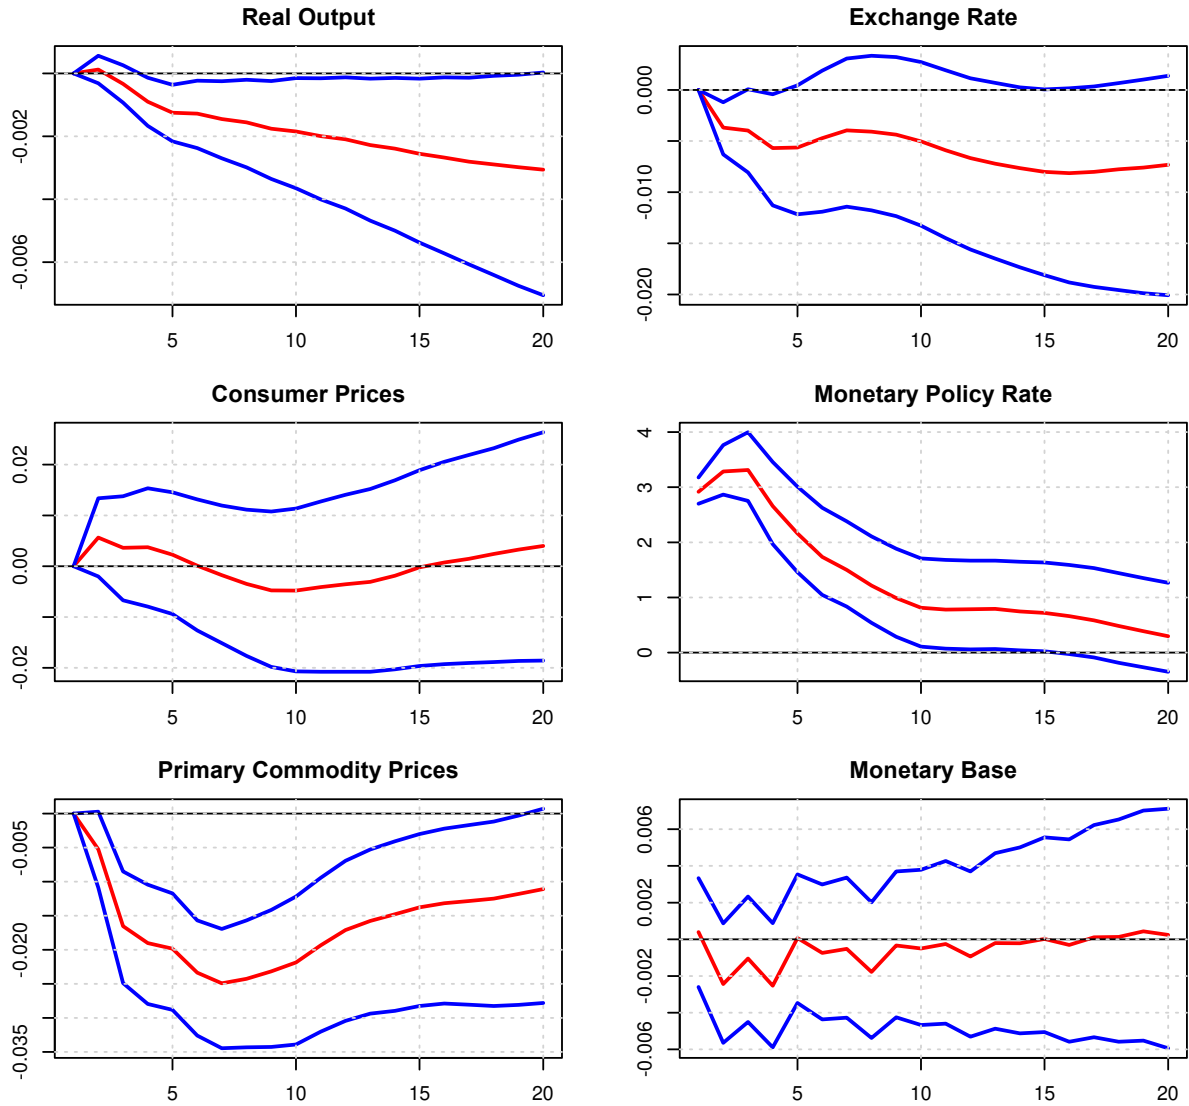 Real Output
-0.002
-0.006
5 10 15 20
Exchange Rate
0.000
-0.010
-0.020
5 10 15 20
Consumer Prices
0.02
0.00
-0.02
5 10 15 20
Monetary Policy Rate
4
3
2
1
0
5 10 15 20
Primary Commodity Prices
-0.005
-0.020
-0.035
5 10 15 20
Monetary Base
0.006
0.002
-0.002
-0.006
5 10 15 20